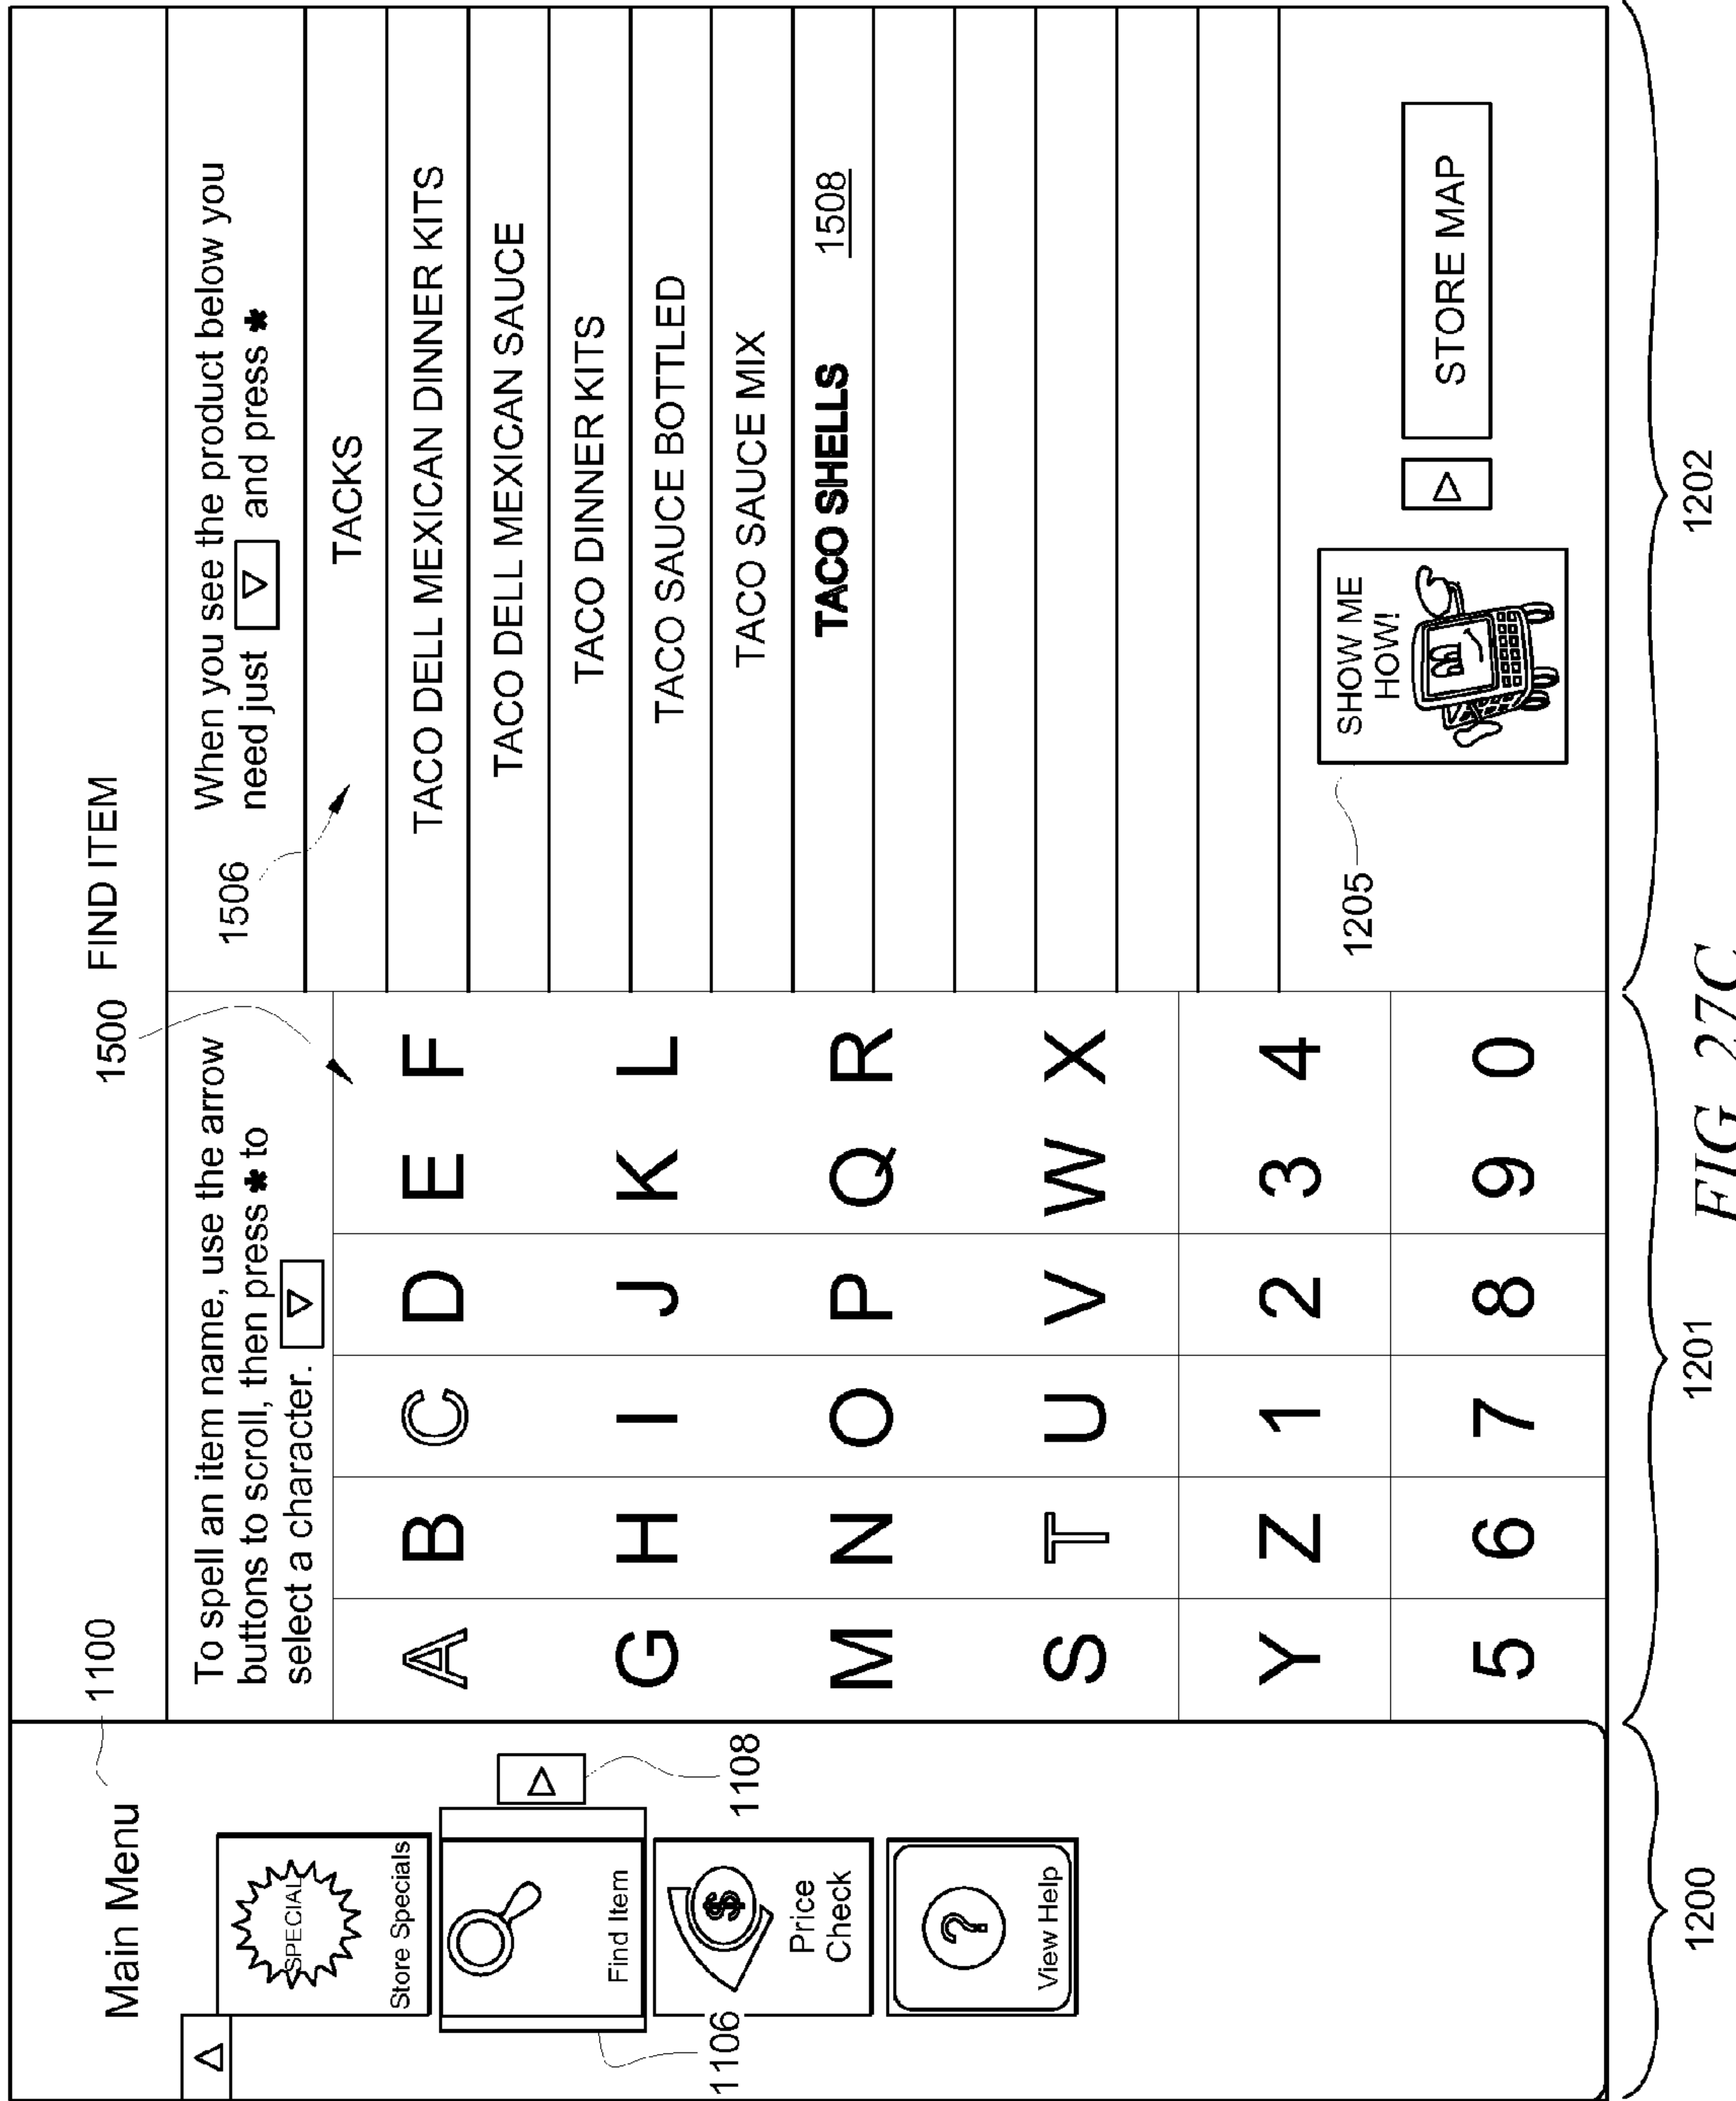 Main Menu
1100
SPECIAL
Store Specials
Find Item
1108
1106
$
Price
Check
?
View Help
1500 FIND ITEM
To spell an item name, use the arrow
buttons to scroll, then press ✱ to
select a character.
A B C D E F
G H I J K L
M N O P Q R
S T U V W X
Y Z 1 2 3 4
5 6 7 8 9 0
1506
When you see the product below you
need just and press ✱
TACKS
TACO DELL MEXICAN DINNER KITS
TACO DELL MEXICAN SAUCE
TACO DINNER KITS
TACO SAUCE BOTTLED
TACO SAUCE MIX
TACO SHELLS 1508
1205
SHOW ME
HOW!
m
STORE MAP
1200
1201
1202
FIG 27C